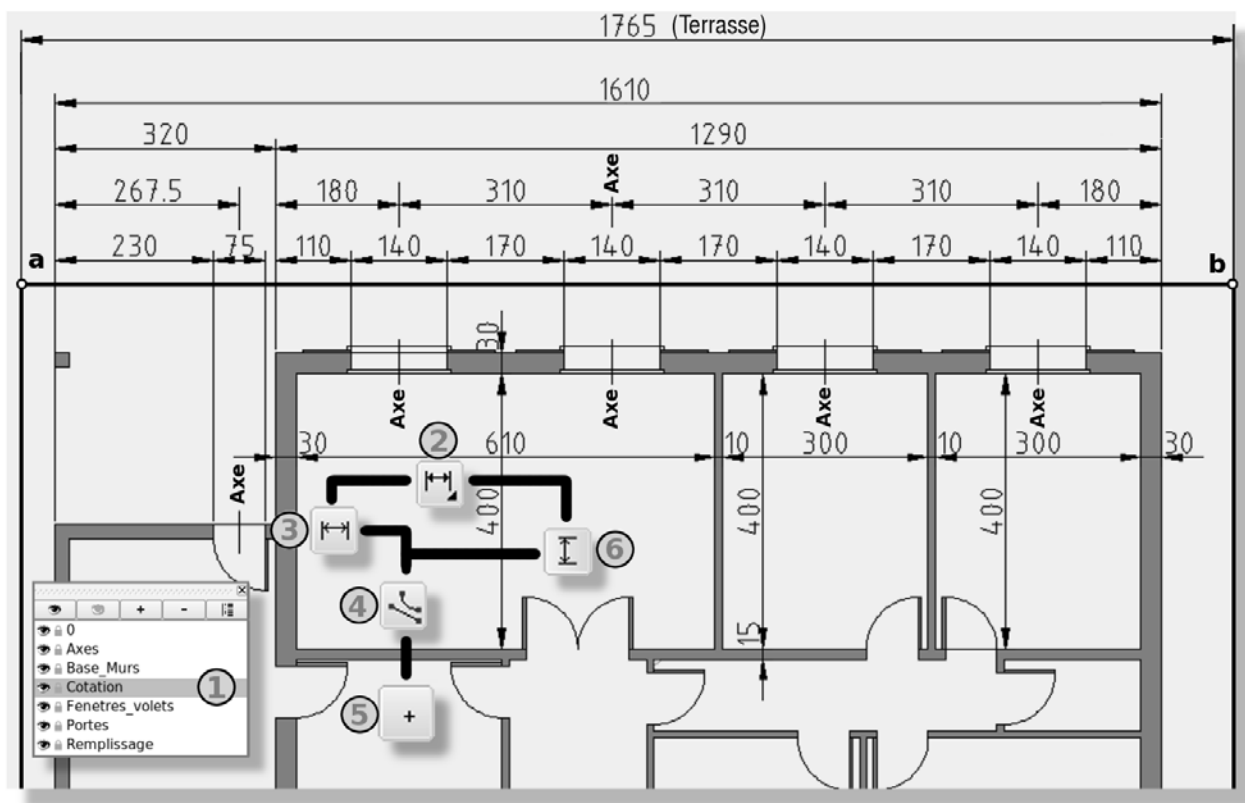 1765 (Terrasse)
1610
320 1290
Axe
267.5 180 310 310 310 180
230 75 110 140 170 140 170 140 170 140 110
a b
30
Axe Axe Axe Axe
2
30 610 10 300 10 300 30
Axe
400 400 400
3 6
4
15
0
Axes
Base_Murs
Cotation 1
Fenetres_volets
5
Portes
Remplissage